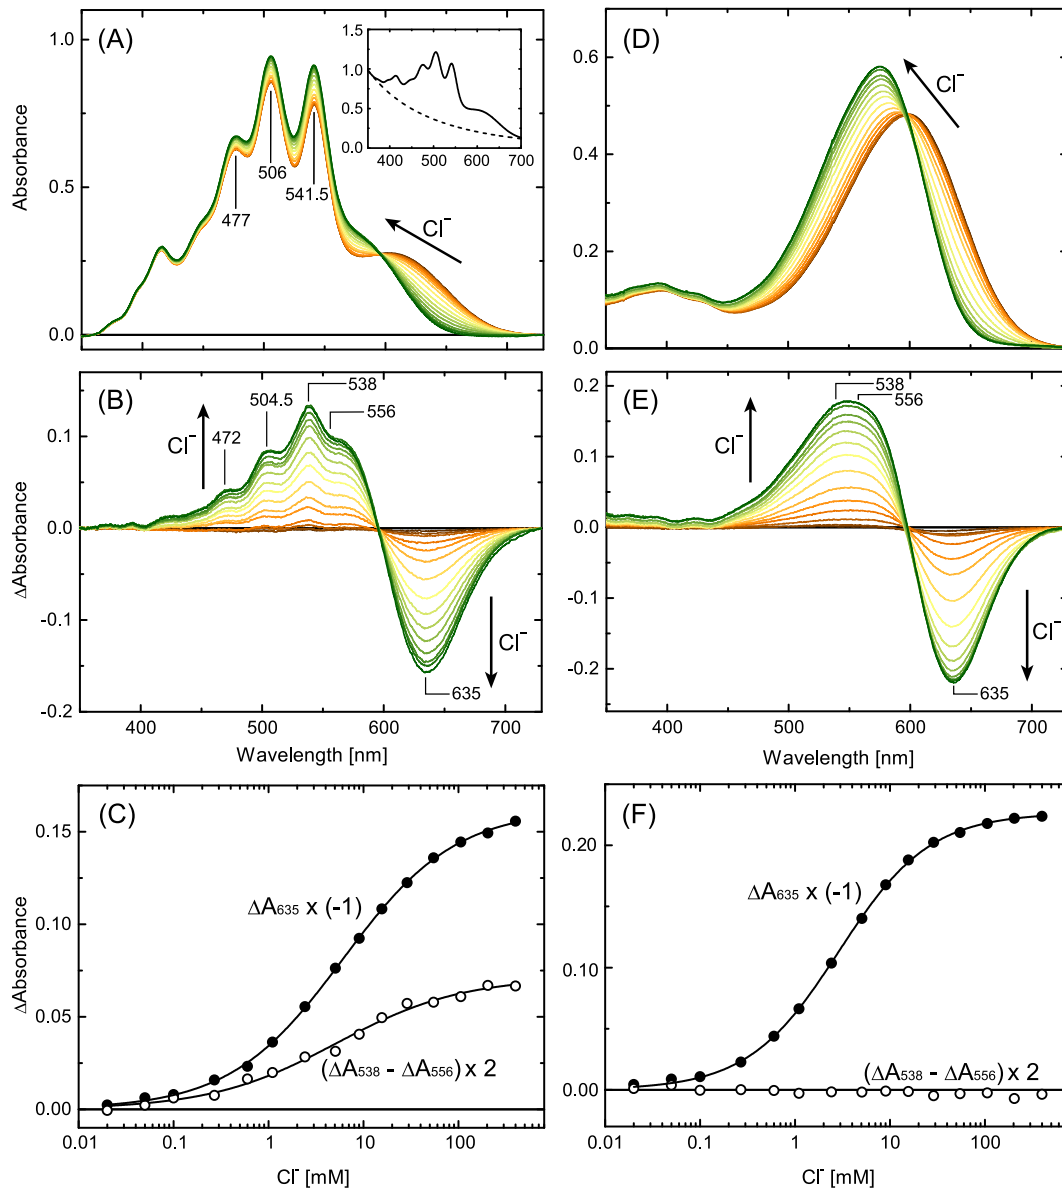 (A)
1.0
0.5
0.0
Absorbance
477
506
541.5
Cl⁻
1.5
1.0
0.5
0.0
400 500 600 700
(D)
0.6
0.4
0.2
0.0
Cl⁻
(B)
0.1
0.0
-0.1
-0.2
ΔAbsorbance
Cl⁻
472
504.5
538
556
635
Cl⁻
400 500 600 700
Wavelength [nm]
(E)
0.2
0.1
0.0
-0.1
-0.2
Cl⁻
538
556
635
Cl⁻
400 500 600 700
Wavelength [nm]
(C)
0.15
0.10
0.05
0.00
ΔAbsorbance
ΔA₆₃₅ x (-1)
(ΔA₅₃₈ - ΔA₅₅₆) x 2
0.01 0.1 1 10 100
Cl⁻ [mM]
(F)
0.20
0.10
0.00
ΔA₆₃₅ x (-1)
(ΔA₅₃₈ - ΔA₅₅₆) x 2
0.01 0.1 1 10 100
Cl⁻ [mM]